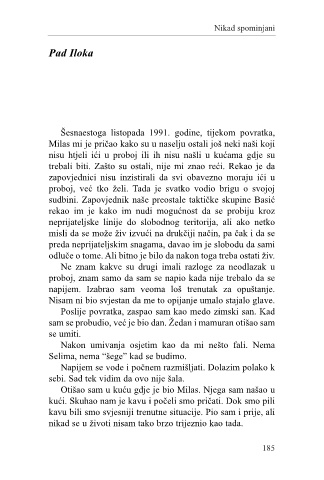 Nikad spominjani
Pad Iloka
Šesnaestoga listopada 1991. godine, tijekom povratka,
Milas mi je pričao kako su u naselju ostali još neki naši koji
nisu htjeli ići u proboj ili ih nisu našli u kućama gdje su
trebali biti. Zašto su ostali, nije mi znao reći. Rekao je da
zapovjednici nisu inzistirali da svi obavezno moraju ići u
proboj, već tko želi. Tada je svatko vodio brigu o svojoj
sudbini. Zapovjednik naše preostale taktičke skupine Basić
rekao im je kako im nudi mogućnost da se probiju kroz
neprijateljske linije do slobodnog teritorija, ali ako netko
misli da se može živ izvući na drukčiji način, pa čak i da se
preda neprijateljskim snagama, davao im je slobodu da sami
odluče o tome. Ali bitno je bilo da nakon toga treba ostati živ.
Ne znam kakve su drugi imali razloge za neodlazak u
proboj, znam samo da sam se napio kada nije trebalo da se
napijem. Izabrao sam veoma loš trenutak za opuštanje.
Nisam ni bio svjestan da me to opijanje umalo stajalo glave.
Poslije povratka, zaspao sam kao medo zimski san. Kad
sam se probudio, već je bio dan. Žedan i mamuran otišao sam
se umiti.
Nakon umivanja osjetim kao da mi nešto fali. Nema
Selima, nema “šege” kad se budimo.
Napijem se vode i počnem razmišljati. Dolazim polako k
sebi. Sad tek vidim da ovo nije šala.
Otišao sam u kuću gdje je bio Milas. Njega sam našao u
kući. Skuhao nam je kavu i počeli smo pričati. Dok smo pili
kavu bili smo svjesniji trenutne situacije. Pio sam i prije, ali
nikad se u životu nisam tako brzo trijeznio kao tada.
185